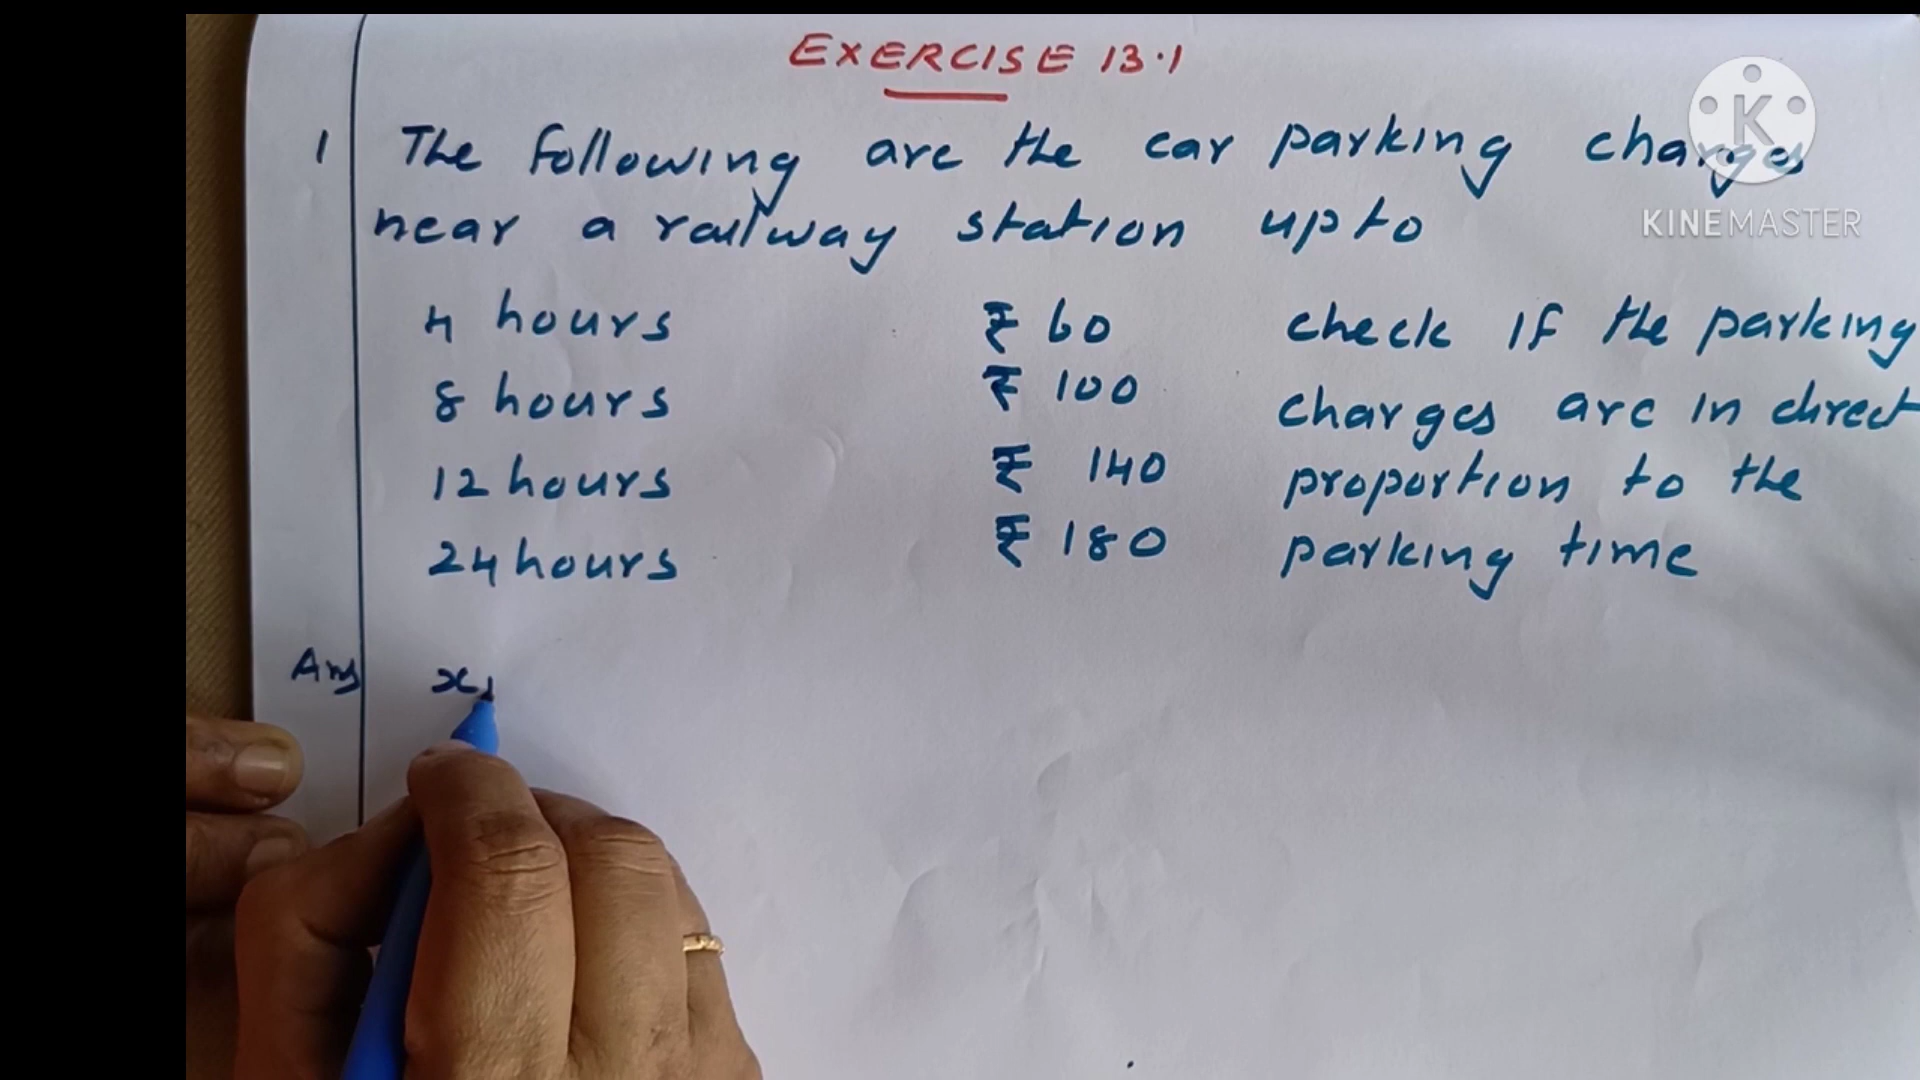 EXERCISE 13.1
1 The following are the car parking charges
near a railway station upto
4 hours ₹ 60 check if the parking
8 hours ₹ 100 charges are in direct
12 hours ₹ 140 proportion to the
24 hours ₹ 180 parking time
Ans x1
K
KINEMASTER